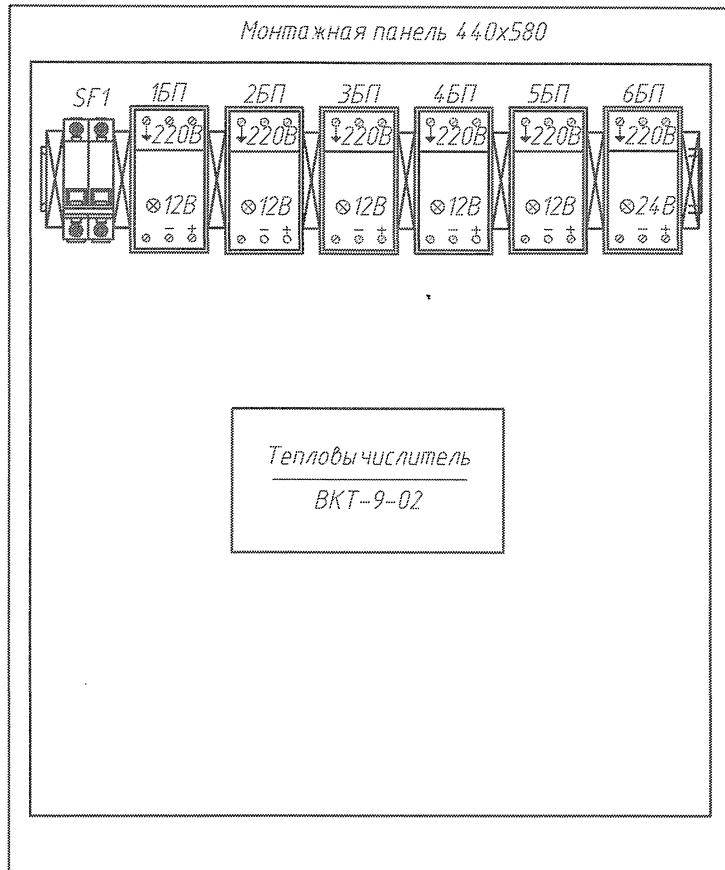 Монтажная панель 440х580
SF1 1БП 2БП 3БП 4БП 5БП 6БП
220В 220В 220В 220В 220В 220В
12В 12В 12В 12В 12В 24В
- + - + - + - + - + - +
Тепловычислитель
ВКТ-9-02